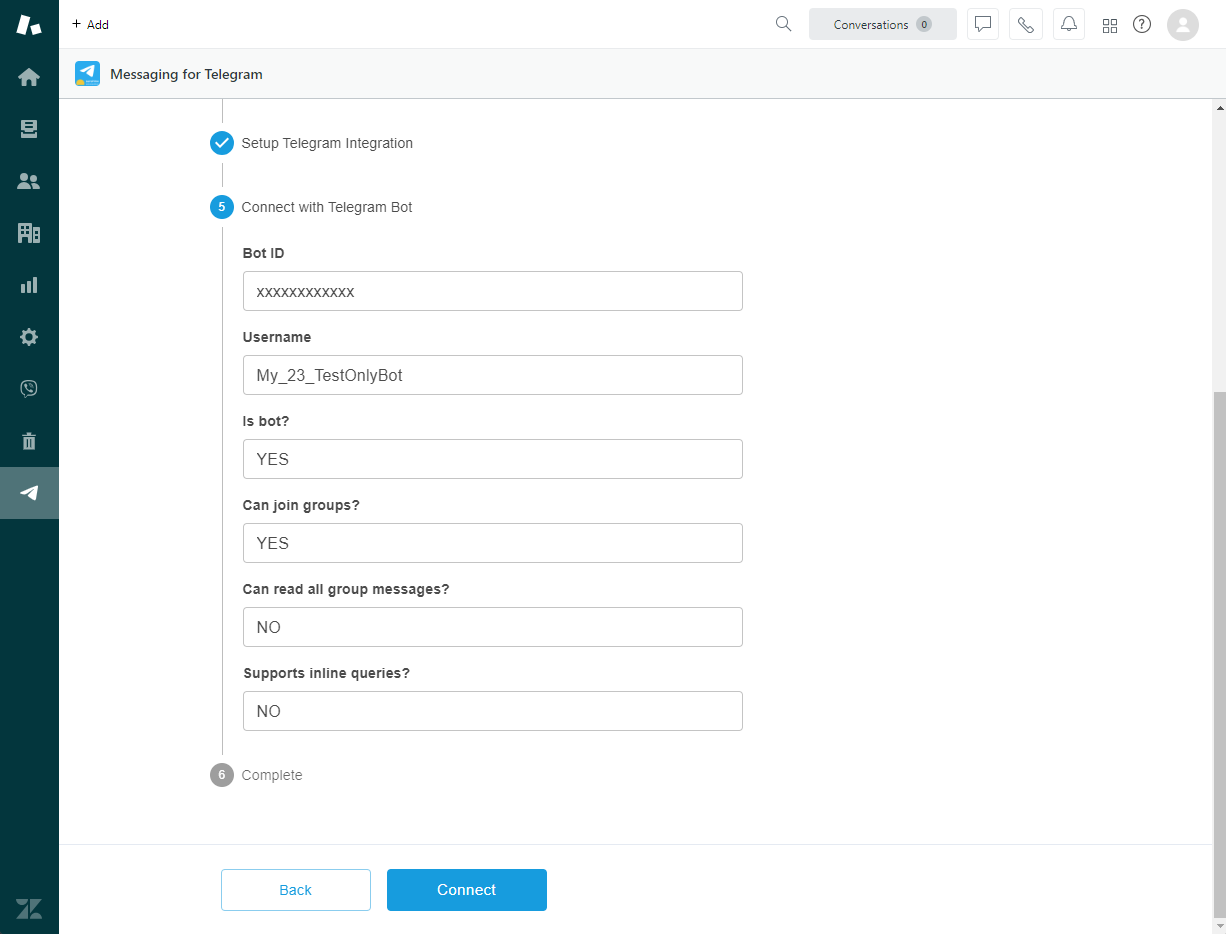 + Add
Conversations 0
Messaging for Telegram
Setup Telegram Integration
5 Connect with Telegram Bot
Bot ID
xxxxxxxxxxxx
Username
My_23_TestOnlyBot
Is bot?
YES
Can join groups?
YES
Can read all group messages?
NO
Supports inline queries?
NO
6 Complete
Back Connect